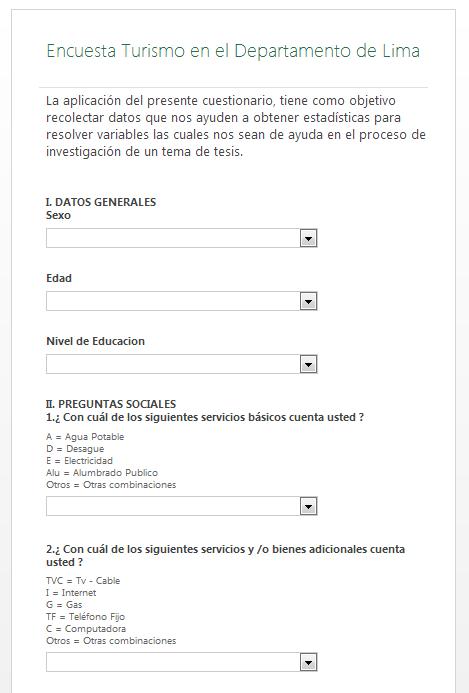 Encuesta Turismo en el Departamento de Lima
La aplicación del presente cuestionario, tiene como objetivo
recolectar datos que nos ayuden a obtener estadísticas para
resolver variables las cuales nos sean de ayuda en el proceso de
investigación de un tema de tesis.
I. DATOS GENERALES
Sexo
Edad
Nivel de Educacion
II. PREGUNTAS SOCIALES
1.¿ Con cuál de los siguientes servicios básicos cuenta usted ?
A = Agua Potable
D = Desague
E = Electricidad
Alu = Alumbrado Publico
Otros = Otras combinaciones
2.¿ Con cuál de los siguientes servicios y /o bienes adicionales cuenta
usted ?
TVC = Tv - Cable
I = Internet
G = Gas
TF = Teléfono Fijo
C = Computadora
Otros = Otras combinaciones